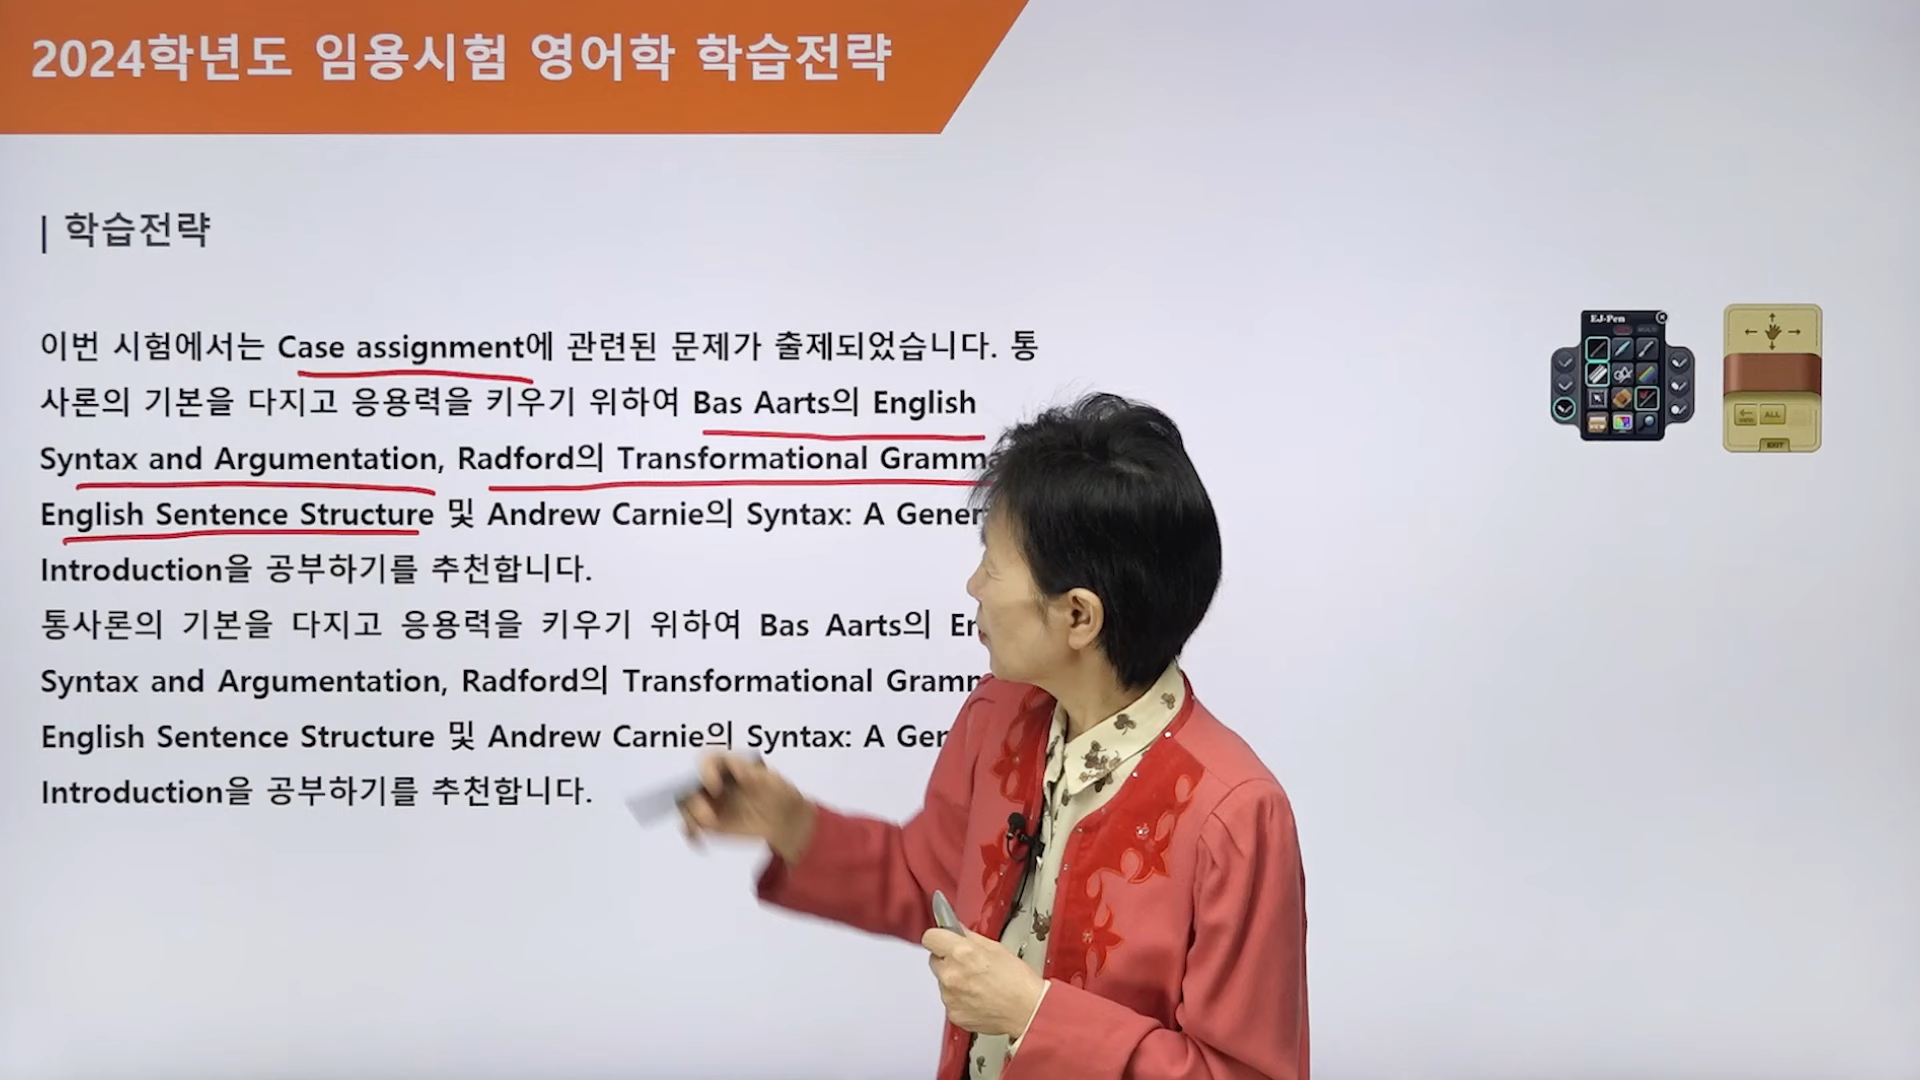 2024학년도 임용시험 영어학 학습전략
| 학습전략
이번 시험에서는 Case assignment에 관련된 문제가 출제되었습니다. 통
사론의 기본을 다지고 응용력을 키우기 위하여 Bas Aarts의 English
Syntax and Argumentation, Radford의 Transformational
English Sentence Structure 및 Andrew Carnie의 Syntax: A
Introduction을 공부하기를 추천합니다.
통사론의 기본을 다지고 응용력을 키우기 위하여 Bas Aarts의
Syntax and Argumentation, Radford의 Transformational
English Sentence Structure 및 Andrew Carnie의 Syntax: A
Introduction을 공부하기를 추천합니다.
EJ-Pen
ALL
EXIT